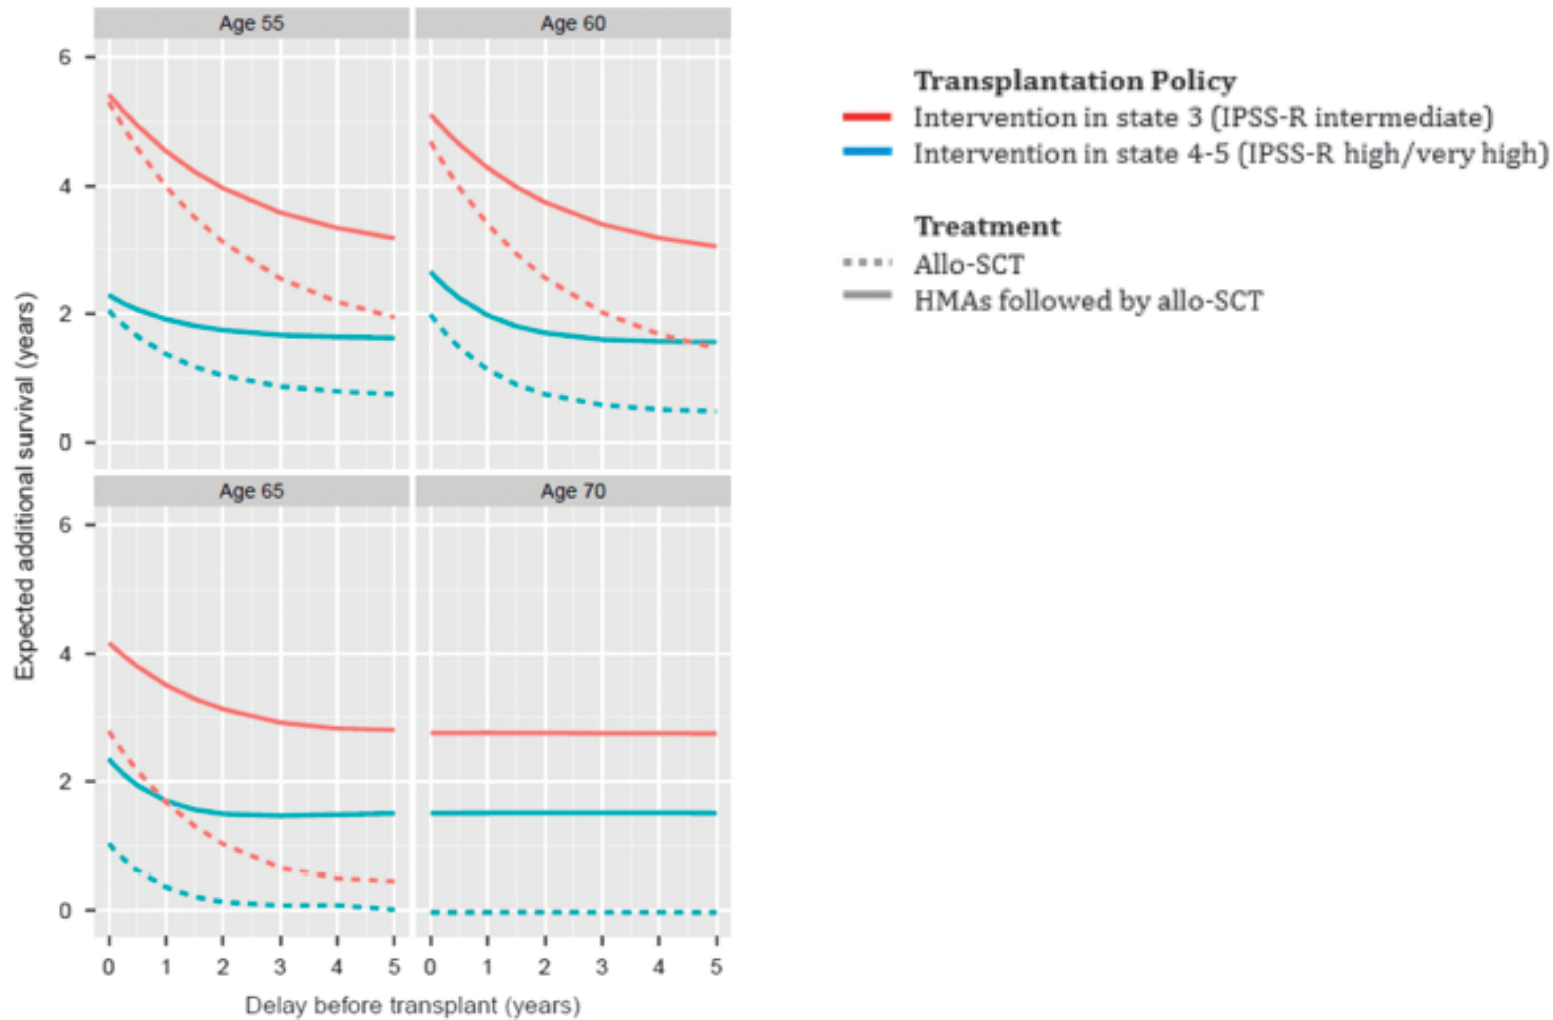 Age 55
Age 60
6
4
2
0
Age 65
Age 70
6
4
2
0
0 1 2 3 4 5
0 1 2 3 4 5
Expected additional survival (years)
Delay before transplant (years)
Transplantation Policy
Intervention in state 3 (IPSS-R intermediate)
Intervention in state 4-5 (IPSS-R high/very high)
Treatment
Allo-SCT
HMAs followed by allo-SCT